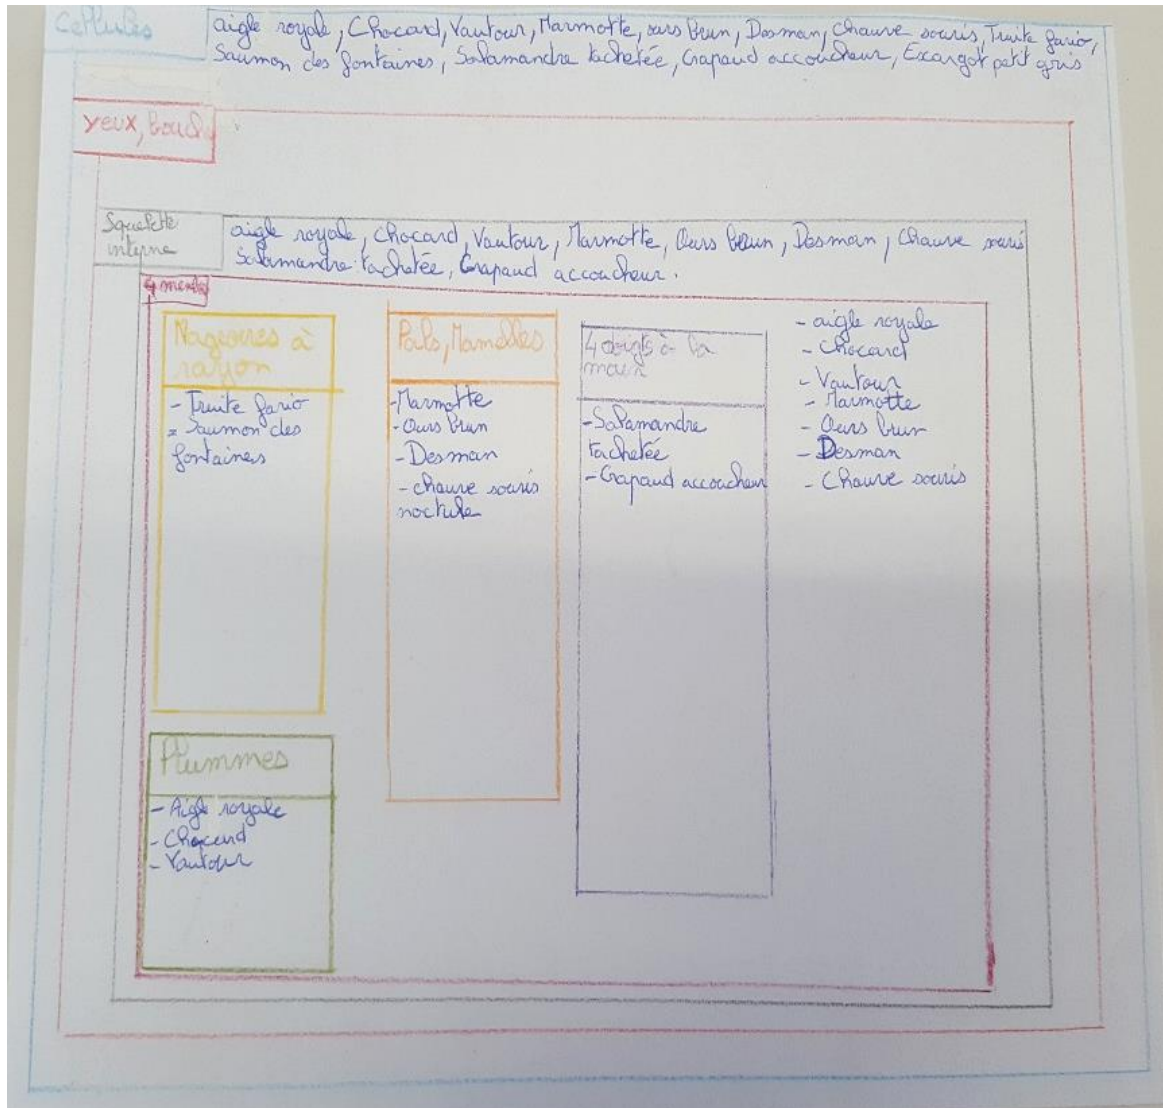 Cellules
aigle royale, Chocard, Vautour, Marmotte, ours brun, Desman, Chauve souris, Truite fario,
Saumon des fontaines, Salamandre tachetée, Crapaud accoucheur, Escargot petit gris
yeux, bouche
Squelette
interne
aigle royale, Chocard, Vautour, Marmotte, Ours brun, Desman, Chauve souris
Salamandre tachetée, Crapaud accoucheur.
4 membres
Nageoires à
rayon
- Truite fario
- Saumon des
fontaines
Poils, Mamelles
- Marmotte
- Ours brun
- Desman
- chauve souris
noctule
4 doigts à la
main
- Salamandre
tachetée
- Crapaud accoucheur
- aigle royale
- Chocard
- Vautour
- Marmotte
- Ours brun
- Desman
- Chauve souris
Plummes
- Aigle royale
- Chocard
- Vautour